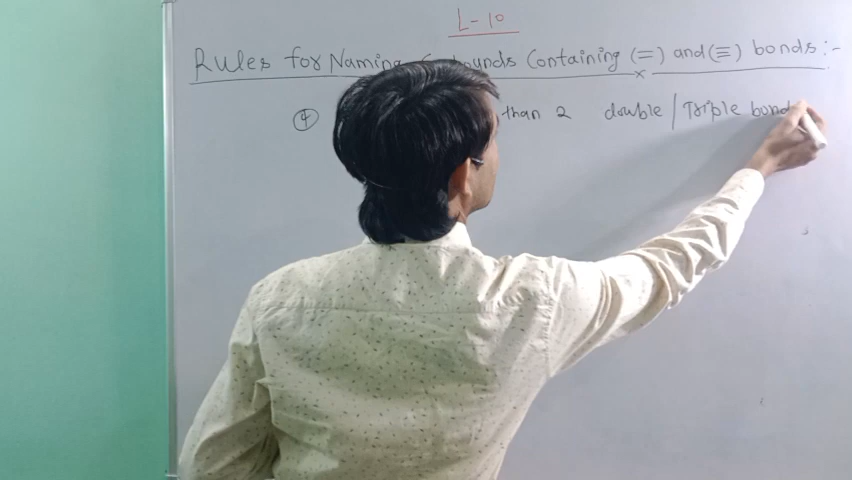 L-10
Rules for Naming Compounds Containing (=) and (≡) bonds :-
④ than 2 double / Triple bond